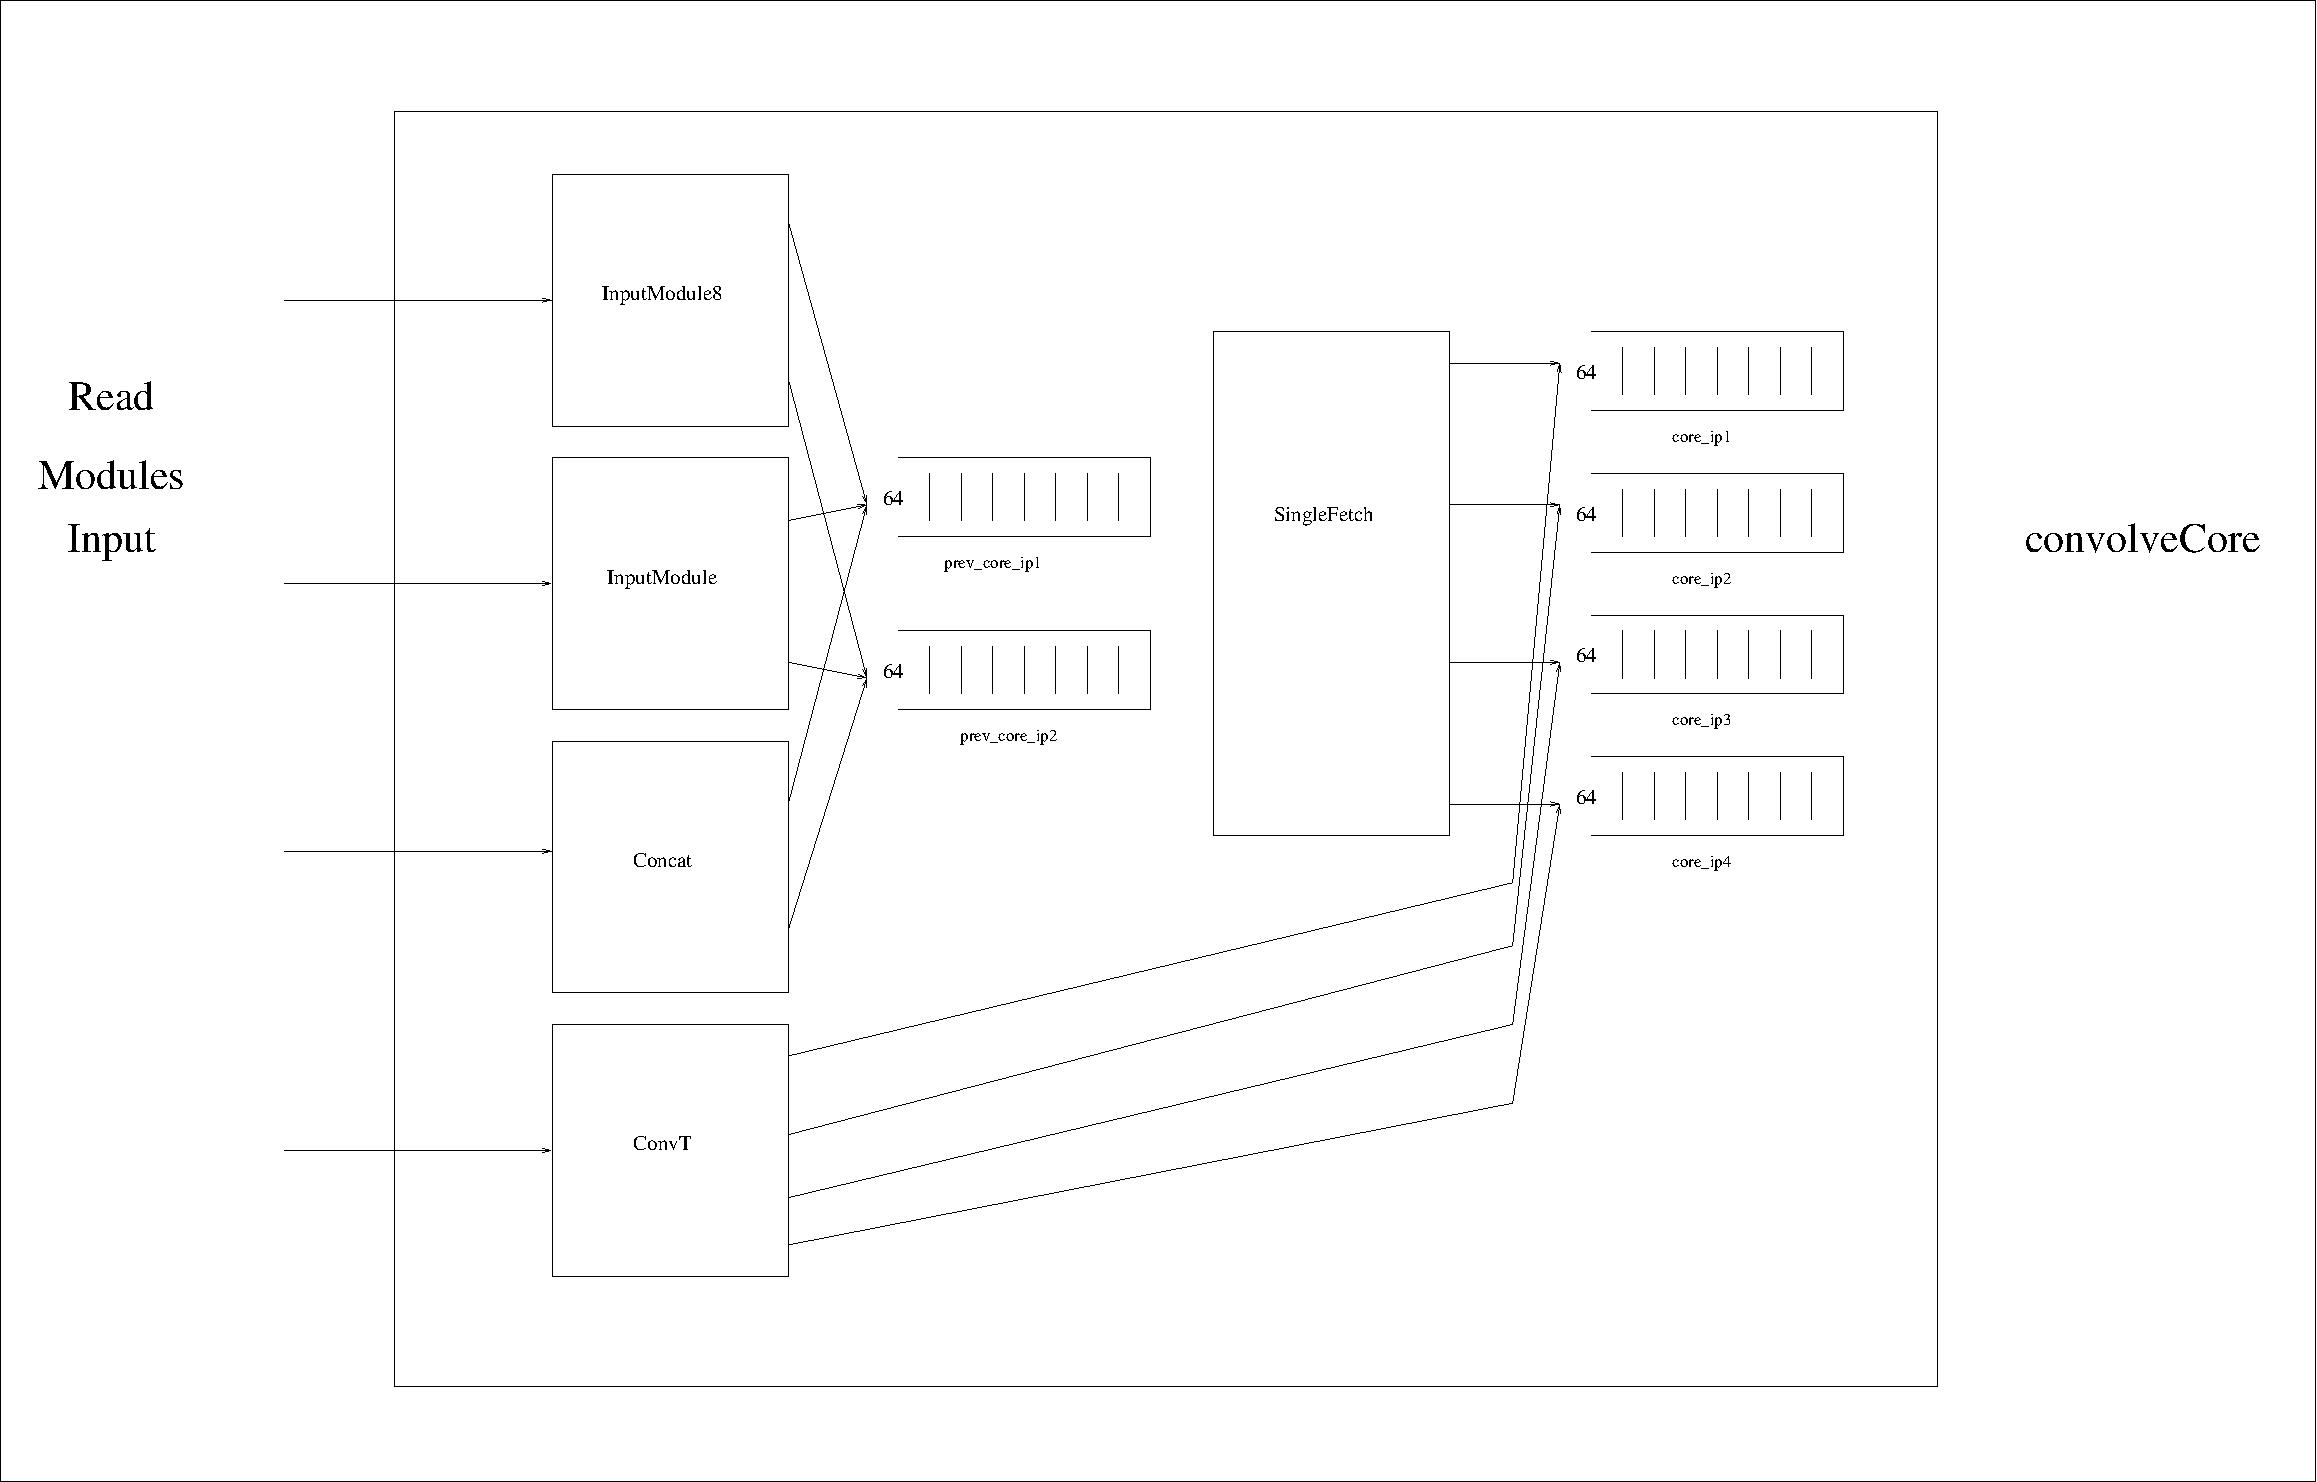 Read
Modules
Input
InputModule8
InputModule
Concat
ConvT
64
prev_core_ip1
64
prev_core_ip2
SingleFetch
64
core_ip1
64
core_ip2
64
core_ip3
64
core_ip4
convolveCore